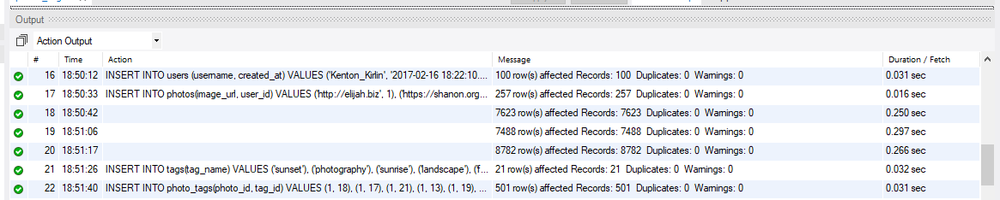 Output
Action Output
# Time Action Message Duration / Fetch
16 18:50:12 INSERT INTO users (username, created_at) VALUES ('Kenton_Kirlin', '2017-02-16 18:22:10.... 100 row(s) affected Records: 100 Duplicates: 0 Warnings: 0 0.031 sec
17 18:50:33 INSERT INTO photos(image_url, user_id) VALUES ('http://elijah.biz', 1), ('https://shanon.org... 257 row(s) affected Records: 257 Duplicates: 0 Warnings: 0 0.016 sec
18 18:50:42 7623 row(s) affected Records: 7623 Duplicates: 0 Warnings: 0 0.250 sec
19 18:51:06 7488 row(s) affected Records: 7488 Duplicates: 0 Warnings: 0 0.297 sec
20 18:51:17 8782 row(s) affected Records: 8782 Duplicates: 0 Warnings: 0 0.266 sec
21 18:51:26 INSERT INTO tags(tag_name) VALUES ('sunset'), ('photography'), ('sunrise'), ('landscape'), ('f... 21 row(s) affected Records: 21 Duplicates: 0 Warnings: 0 0.032 sec
22 18:51:40 INSERT INTO photo_tags(photo_id, tag_id) VALUES (1, 18), (1, 17), (1, 21), (1, 13), (1, 19), ... 501 row(s) affected Records: 501 Duplicates: 0 Warnings: 0 0.031 sec